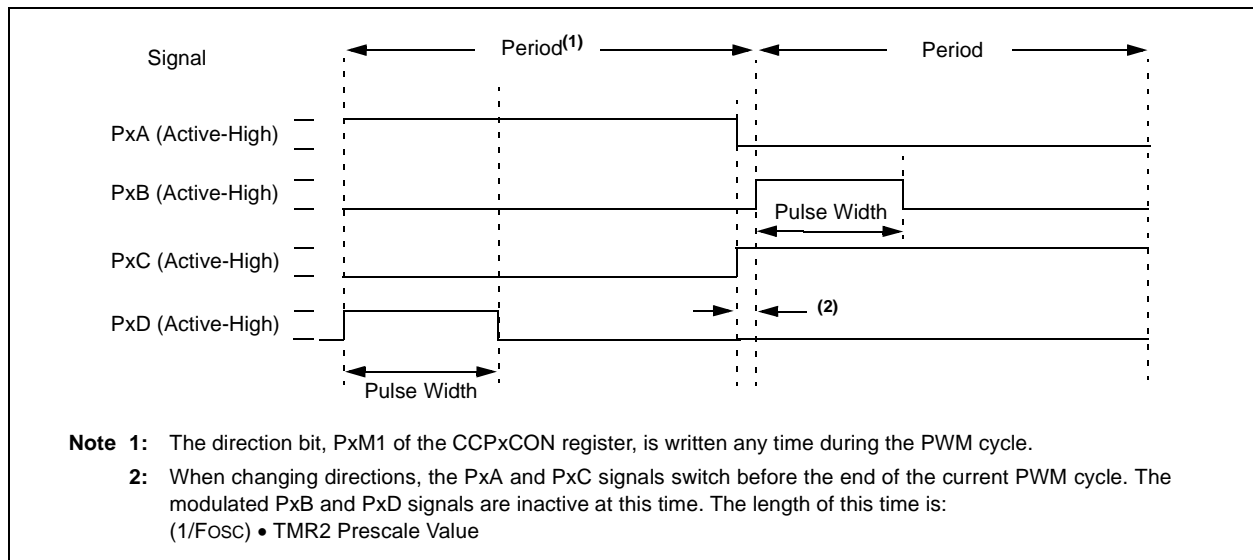 Signal
Period(1)
Period
PxA (Active-High)
PxB (Active-High)
Pulse Width
PxC (Active-High)
PxD (Active-High)
(2)
Pulse Width
Note 1: The direction bit, PxM1 of the CCPxCON register, is written any time during the PWM cycle.
2: When changing directions, the PxA and PxC signals switch before the end of the current PWM cycle. The
modulated PxB and PxD signals are inactive at this time. The length of this time is:
(1/FOSC) • TMR2 Prescale Value